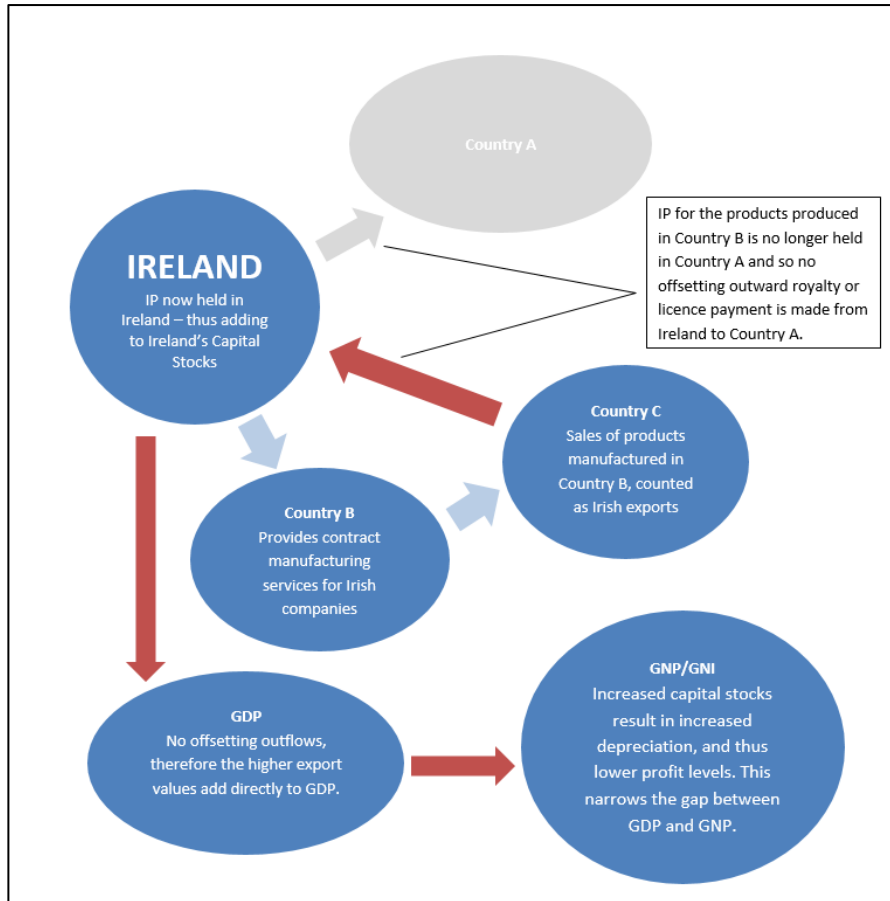 Country A
IP for the products produced
in Country B is no longer held
in Country A and so no
offsetting outward royalty or
licence payment is made from
Ireland to Country A.
IRELAND
IP now held in
Ireland – thus adding
to Ireland's Capital
Stocks
Country C
Sales of products
manufactured in
Country B, counted
as Irish exports
Country B
Provides contract
manufacturing
services for Irish
companies
GNP/GNI
Increased capital stocks
result in increased
depreciation, and thus
lower profit levels. This
narrows the gap between
GDP and GNP.
GDP
No offsetting outflows,
therefore the higher export
values add directly to GDP.